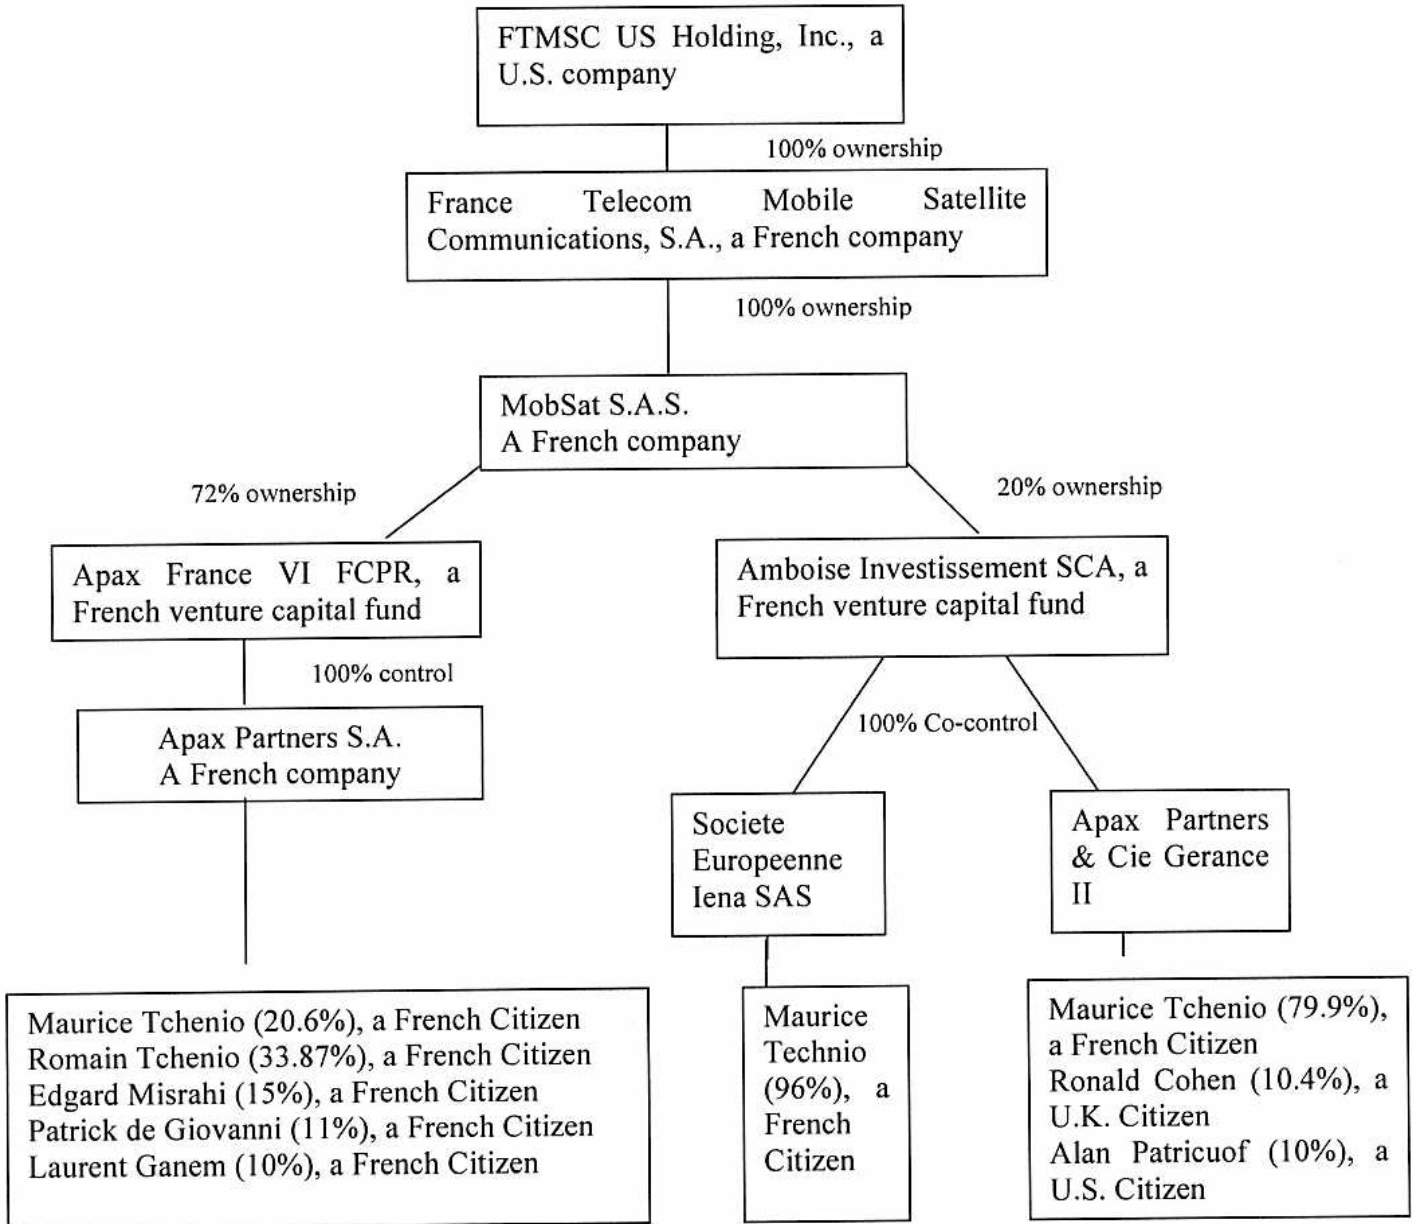 FTMSC US Holding, Inc., a
U.S. company
100% ownership
France Telecom Mobile Satellite
Communications, S.A., a French company
100% ownership
MobSat S.A.S.
A French company
72% ownership
20% ownership
Apax France VI FCPR, a
French venture capital fund
Amboise Investissement SCA, a
French venture capital fund
100% control
100% Co-control
Apax Partners S.A.
A French company
Societe
Europeenne
Iena SAS
Apax Partners
& Cie Gerance
II
Maurice Tchenio (20.6%), a French Citizen
Romain Tchenio (33.87%), a French Citizen
Edgard Misrahi (15%), a French Citizen
Patrick de Giovanni (11%), a French Citizen
Laurent Ganem (10%), a French Citizen
Maurice
Technio
(96%), a
French
Citizen
Maurice Tchenio (79.9%),
a French Citizen
Ronald Cohen (10.4%), a
U.K. Citizen
Alan Patricuof (10%), a
U.S. Citizen